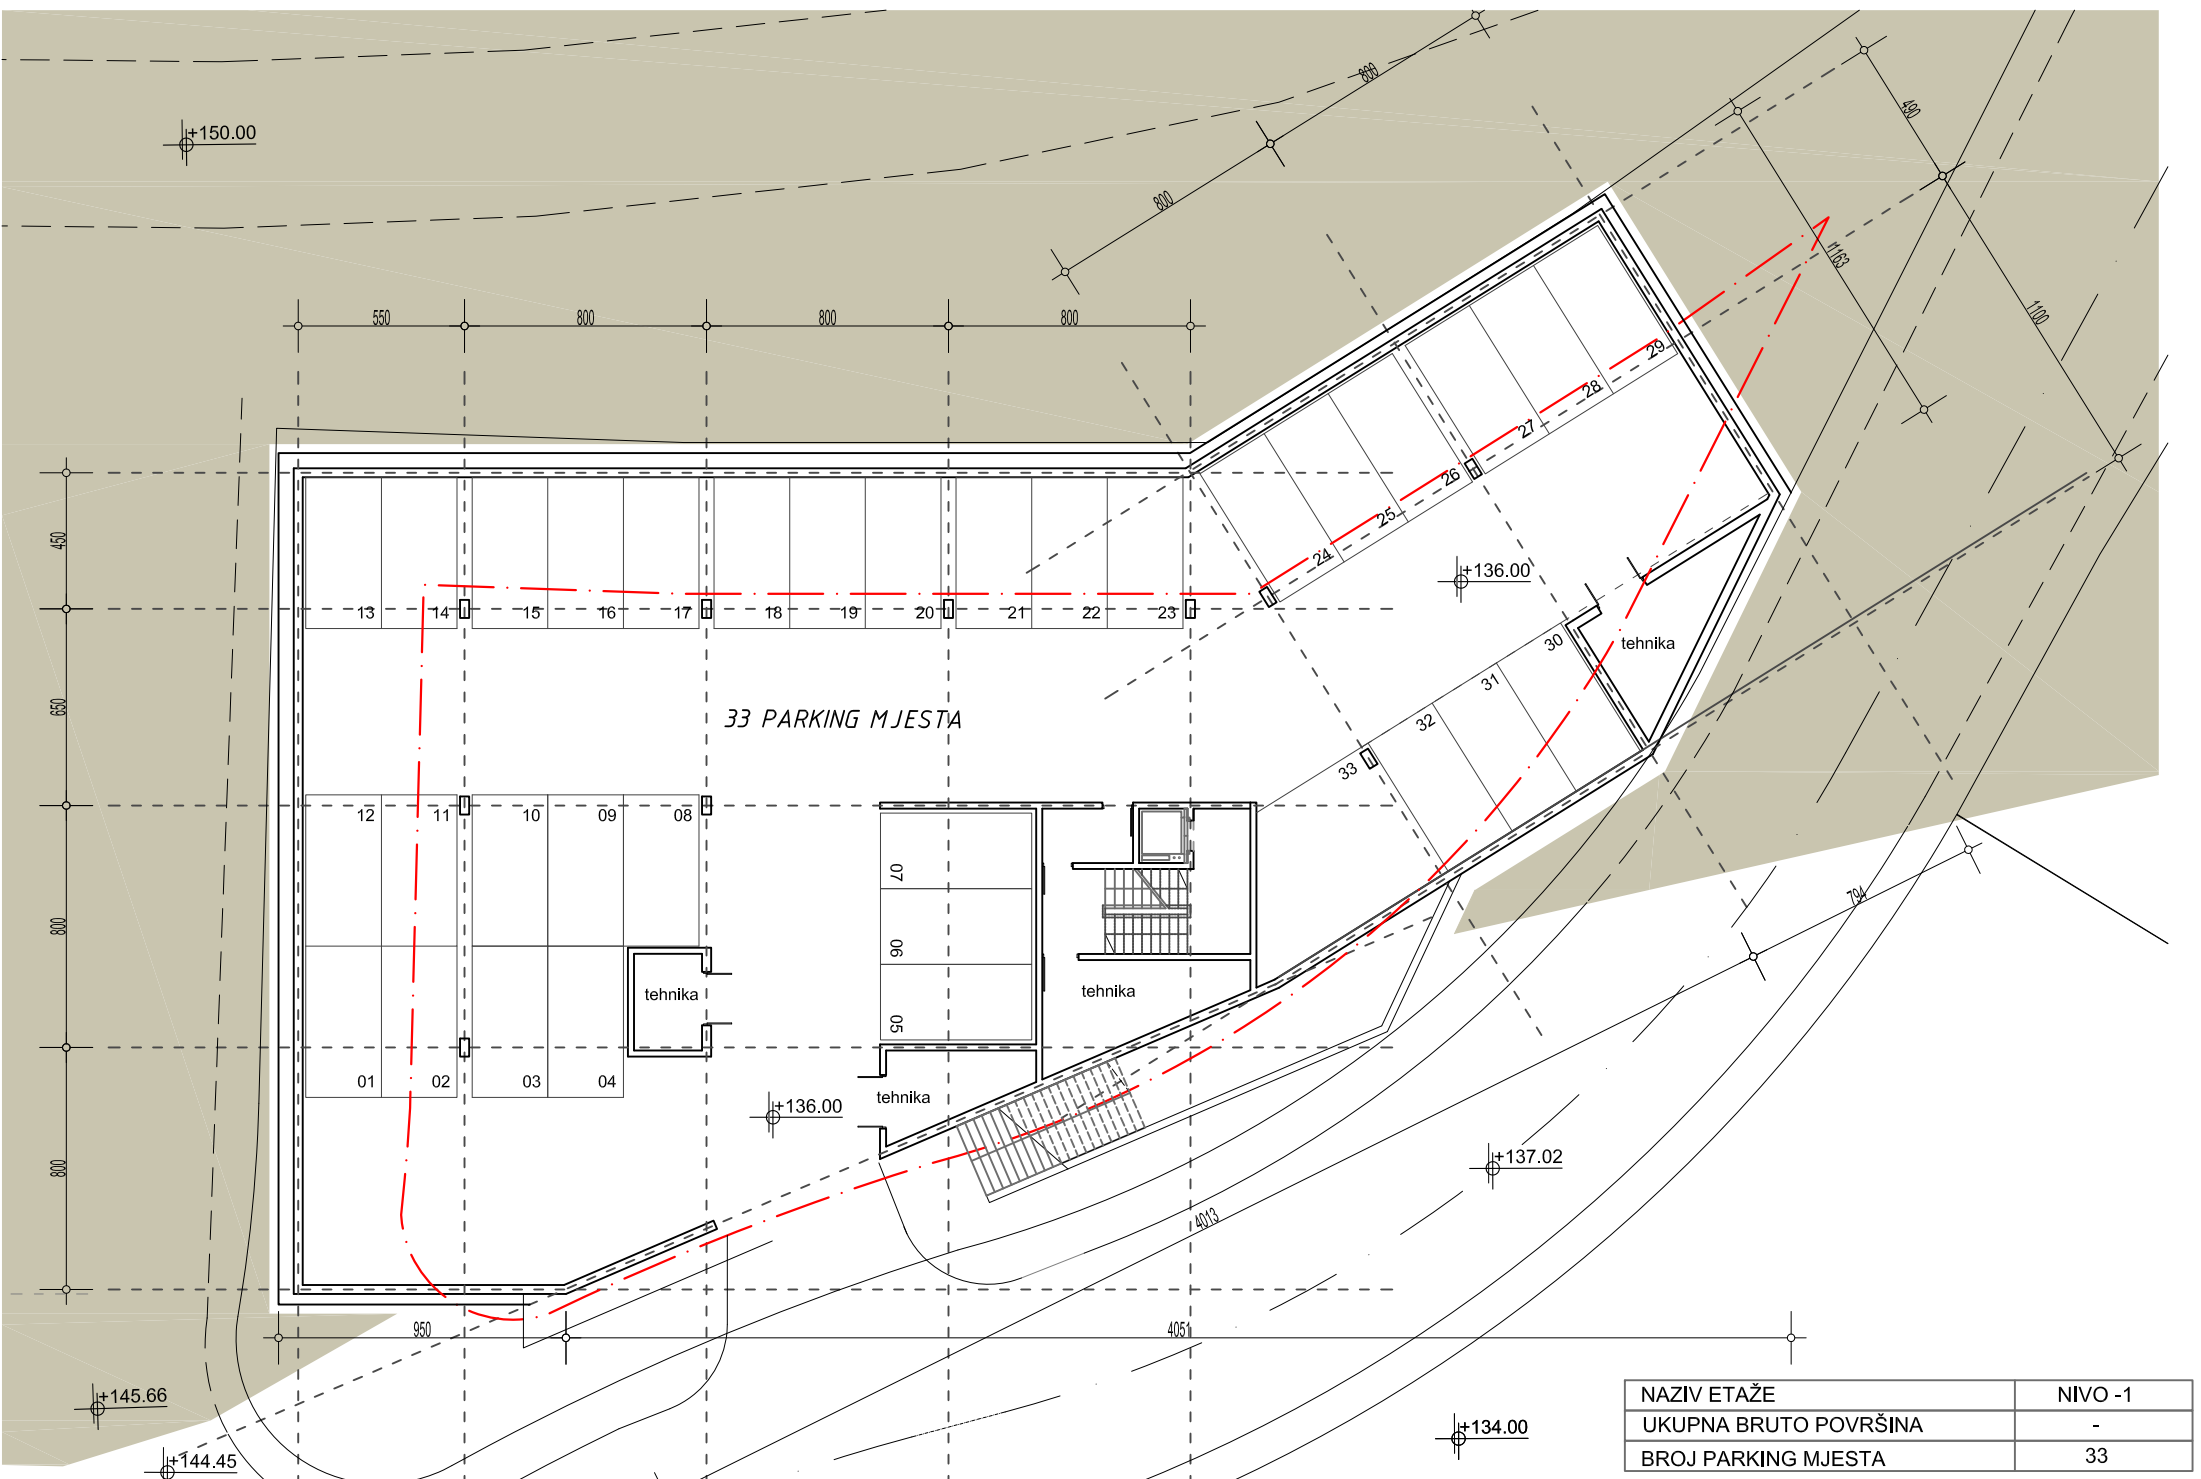 800
+150.00
490
800
1163
1100
550 800 800 800
29
28
27
26
25
24
450
+136.00
13 14 15 16 17 18 19 20 21 22 23
30
tehnika
31
32
33
650
33 PARKING MJESTA
12 11 10 09 08
07
06
05
800
794
tehnika
tehnika
01 02 03 04
+136.00
tehnika
800
+137.02
4013
950
4051
+145.66
+134.00
+144.45
NAZIV ETAŽE NIVO -1
UKUPNA BRUTO POVRŠINA -
BROJ PARKING MJESTA 33